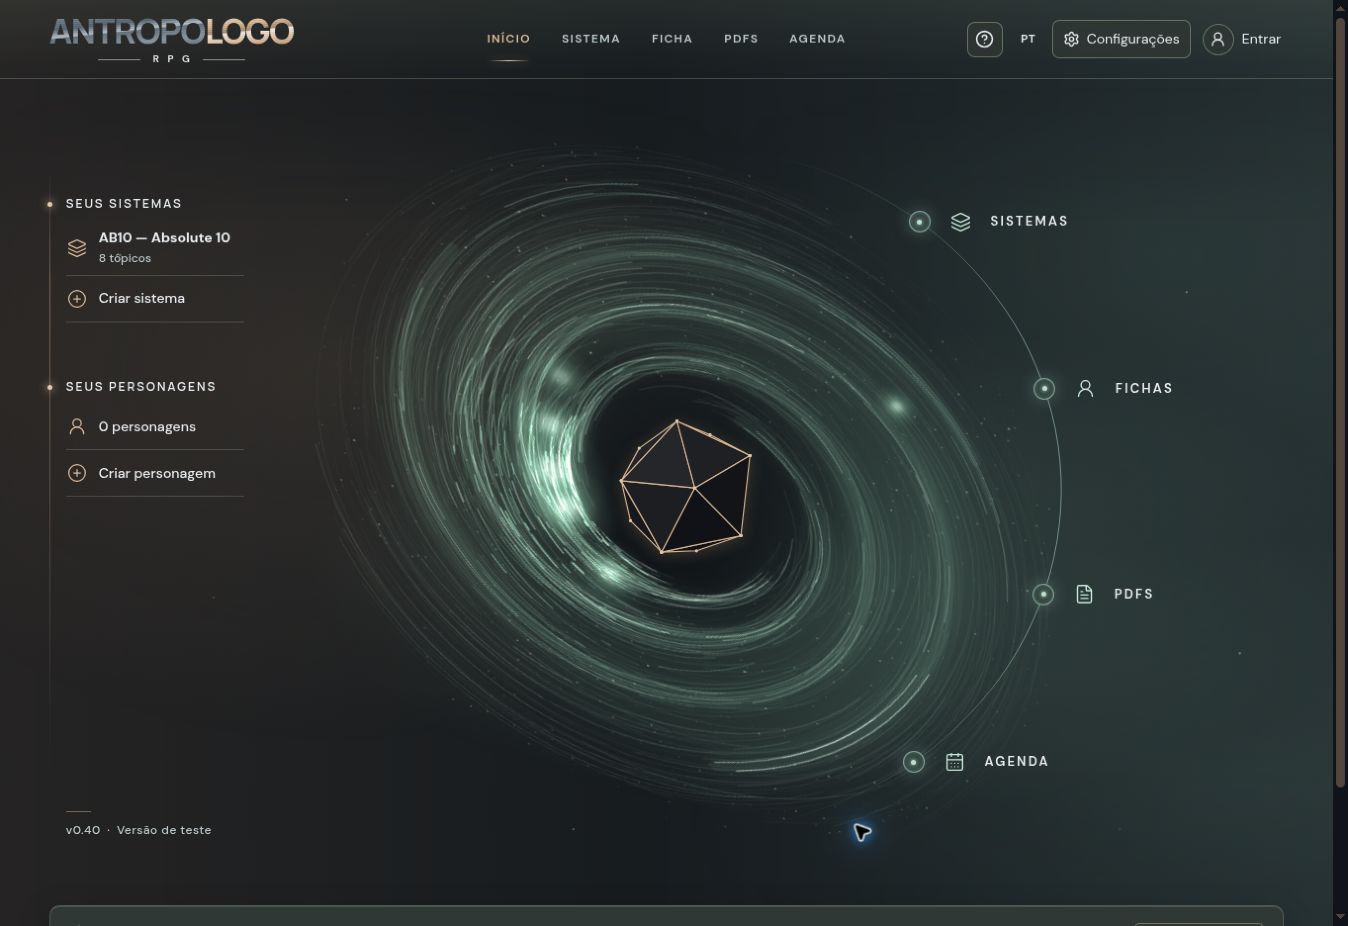 ANTROPOLOGO
RPG
INÍCIO
SISTEMA
FICHA
PDFS
AGENDA
PT
Configurações
Entrar
SEUS SISTEMAS
AB10 — Absolute 10
8 tópicos
Criar sistema
SEUS PERSONAGENS
0 personagens
Criar personagem
SISTEMAS
FICHAS
PDFS
AGENDA
v0.40 · Versão de teste